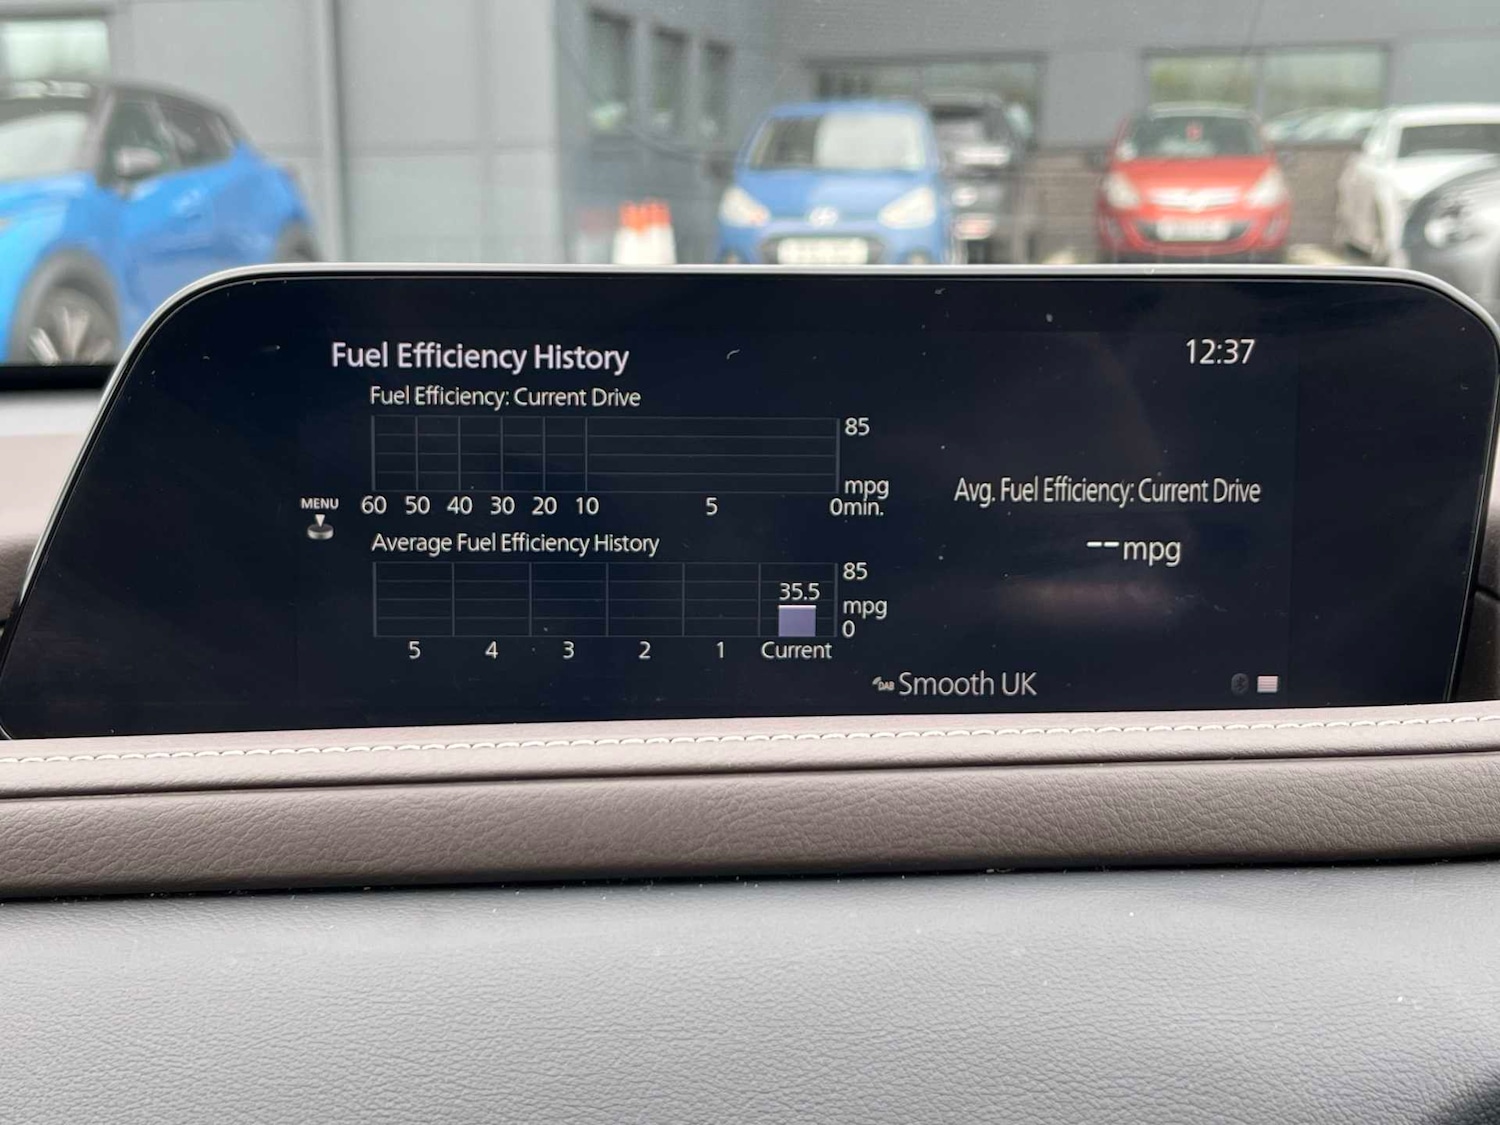 Fuel Efficiency History
12:37
Fuel Efficiency: Current Drive
85
mpg
60 50 40 30 20 10 5 0min.
MENU
Average Fuel Efficiency History
85
35.5
mpg
0
5 4 3 2 1 Current
Avg. Fuel Efficiency: Current Drive
--mpg
DAB Smooth UK